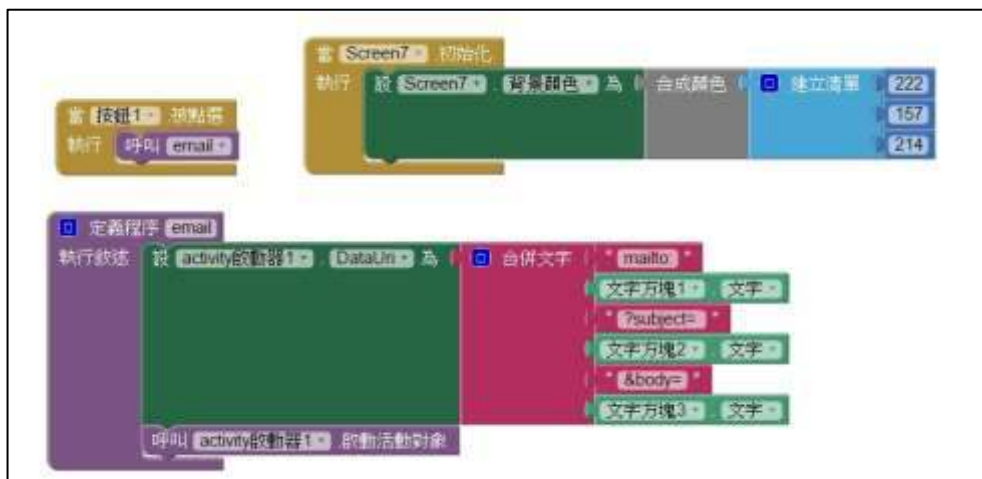 當 Screen7 .初始化
執行 設 Screen7 . 背景顏色 為 合成顏色 建立清單 222
157
214
當 按鈕1 .被點選
執行 呼叫 email
定義程序 email
執行敘述 設 activity啟動器1 . DataUri 為 合併文字 " mailto: "
文字方塊1 . 文字
" ?subject= "
文字方塊2 . 文字
" &body= "
文字方塊3 . 文字
呼叫 activity啟動器1 .啟動活動對象